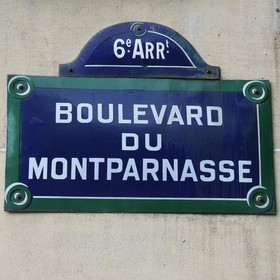 6e ARRt
BOULEVARD
DU
MONTPARNASSE